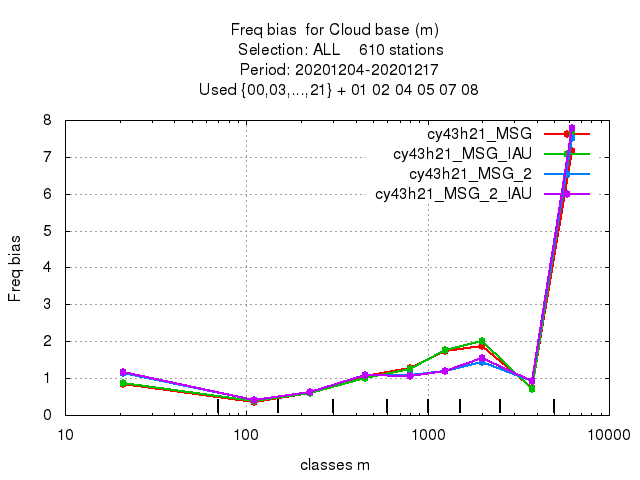 Freq bias  for Cloud base (m)
Selection: ALL    610 stations
Period: 20201204-20201217
Used {00,03,...,21} + 01 02 04 05 07 08
cy43h21_MSG
cy43h21_MSG_IAU
cy43h21_MSG_2
cy43h21_MSG_2_IAU
Freq bias
8
7
6
5
4
3
2
1
0
10
100
1000
10000
classes m